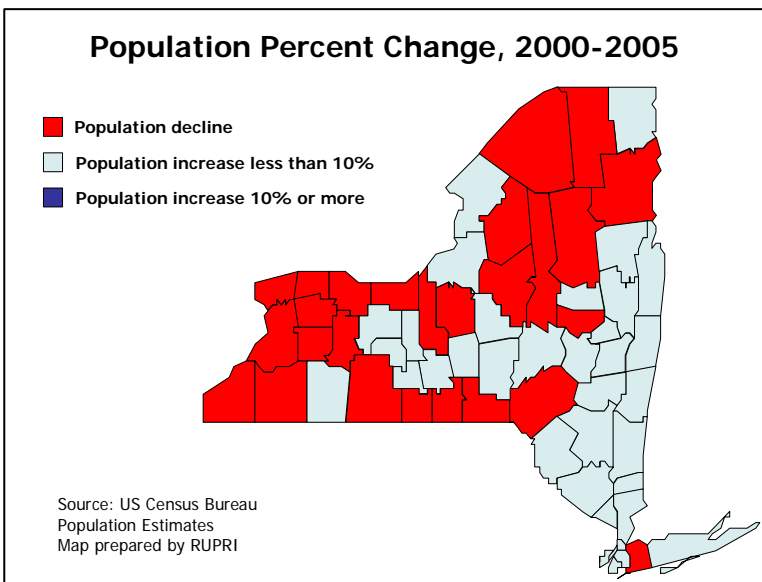 Population Percent Change, 2000-2005
Population decline
Population increase less than 10%
Population increase 10% or more
Source: US Census Bureau
Population Estimates
Map prepared by RUPRI